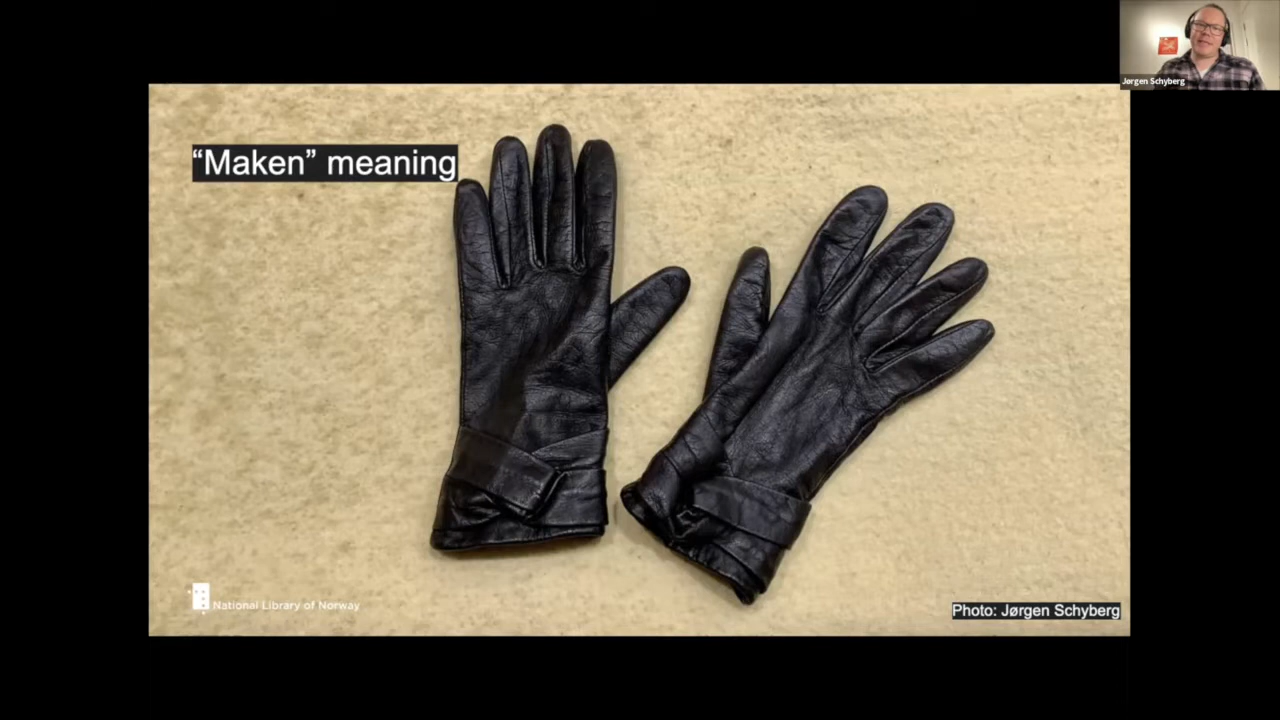 Jørgen Schyberg
“Maken” meaning
National Library of Norway
Photo: Jørgen Schyberg